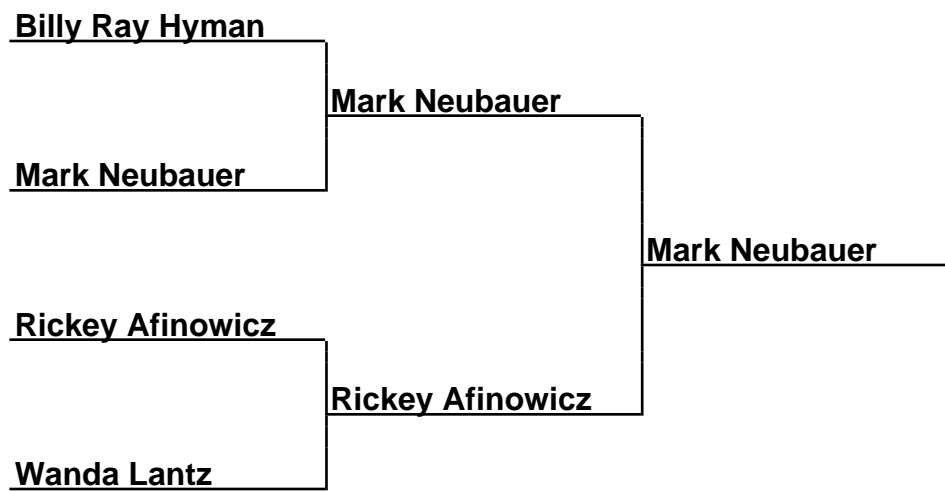 Billy Ray Hyman
Mark Neubauer
Mark Neubauer
Mark Neubauer
Rickey Afinowicz
Rickey Afinowicz
Wanda Lantz